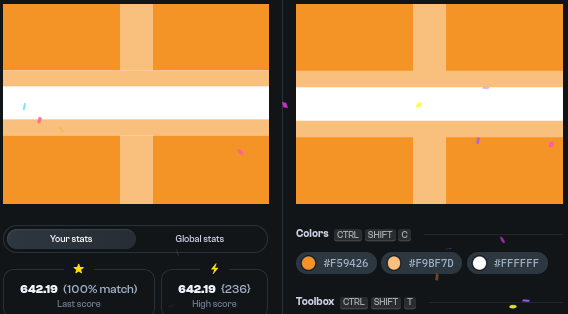 Your stats
Global stats
642.19 (100% match)
Last score
642.19 {236}
High score
Colors CTRL SHIFT C
#F59426
#F9BF7D
#FFFFFF
Toolbox CTRL SHIFT T